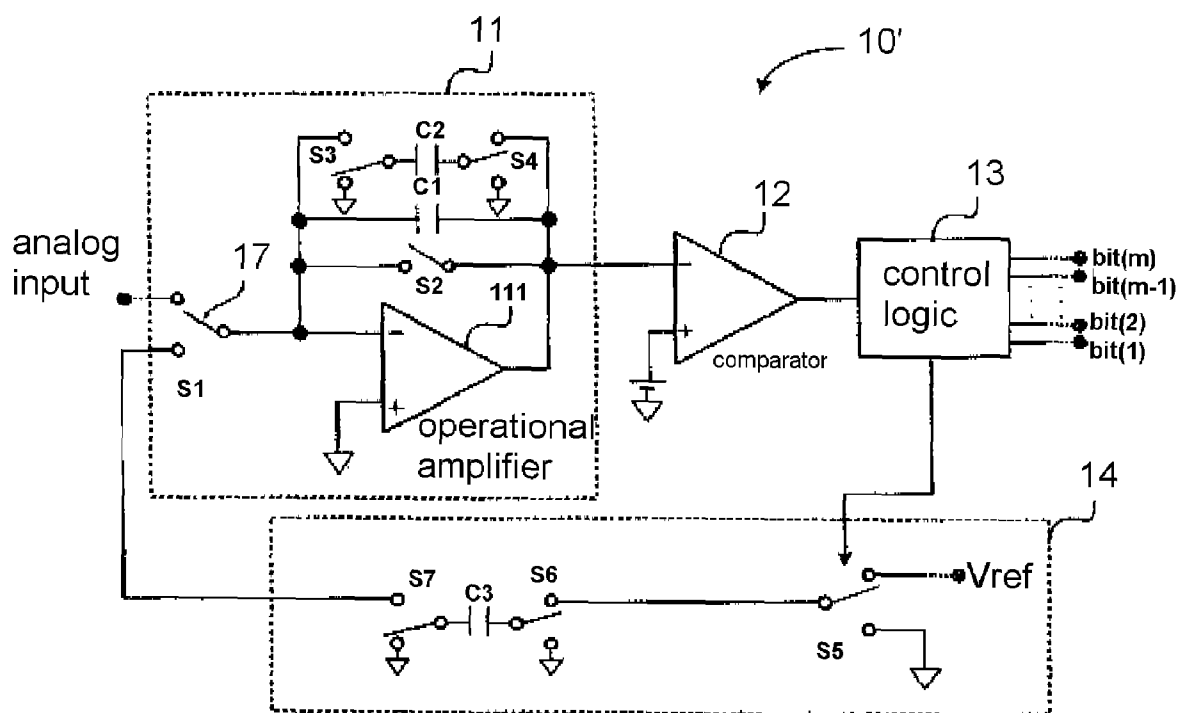 11
10'
C2
S3
S4
C1
12
13
analog
input
17
S2
111
control
logic
bit(m)
bit(m-1)
bit(2)
bit(1)
comparator
S1
operational
amplifier
14
S7
C3
S6
Vref
S5